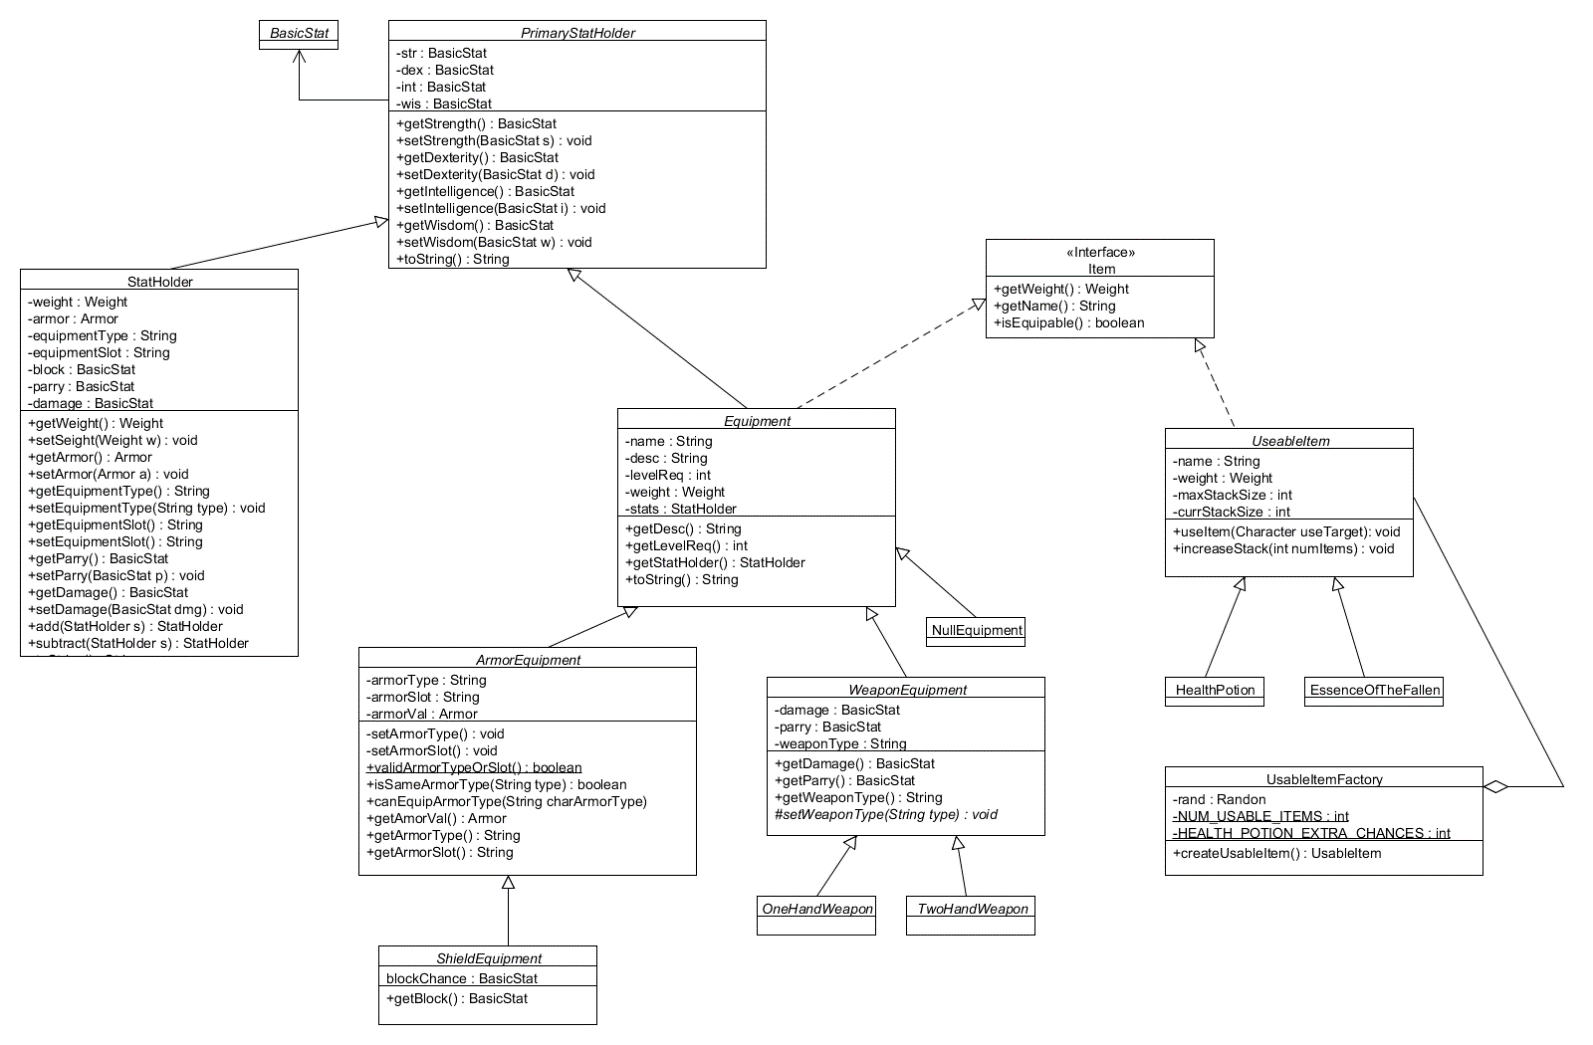 BasicStat
PrimaryStatHolder
-str : BasicStat
-dex : BasicStat
-int : BasicStat
-wis : BasicStat
+getStrength() : BasicStat
+setStrength(BasicStat s) : void
+getDexterity() : BasicStat
+setDexterity(BasicStat d) : void
+getIntelligence() : BasicStat
+setIntelligence(BasicStat i) : void
+getWisdom() : BasicStat
+setWisdom(BasicStat w) : void
+toString() : String
StatHolder
-weight : Weight
-armor : Armor
-equipmentType : String
-equipmentSlot : String
-block : BasicStat
-parry : BasicStat
-damage : BasicStat
+getWeight() : Weight
+setSeight(Weight w) : void
+getArmor() : Armor
+setArmor(Armor a) : void
+getEquipmentType() : String
+setEquipmentType(String type) : void
+getEquipmentSlot() : String
+setEquipmentSlot() : String
+getParry() : BasicStat
+setParry(BasicStat p) : void
+getDamage() : BasicStat
+setDamage(BasicStat dmg) : void
+add(StatHolder s) : StatHolder
+subtract(StatHolder s) : StatHolder
«Interface»
Item
+getWeight() : Weight
+getName() : String
+isEquipable() : boolean
Equipment
-name : String
-desc : String
-levelReq : int
-weight : Weight
-stats : StatHolder
+getDesc() : String
+getLevelReq() : int
+getStatHolder() : StatHolder
+toString() : String
UseableItem
-name : String
-weight : Weight
-maxStackSize : int
-currStackSize : int
+useItem(Character useTarget): void
+increaseStack(int numItems) : void
NullEquipment
ArmorEquipment
-armorType : String
-armorSlot : String
-armorVal : Armor
-setArmorType() : void
-setArmorSlot() : void
+validArmorTypeOrSlot() : boolean
+isSameArmorType(String type) : boolean
+canEquipArmorType(String charArmorType)
+getAmorVal() : Armor
+getArmorType() : String
+getArmorSlot() : String
WeaponEquipment
-damage : BasicStat
-parry : BasicStat
-weaponType : String
+getDamage() : BasicStat
+getParry() : BasicStat
+getWeaponType() : String
#setWeaponType(String type) : void
HealthPotion
EssenceOfTheFallen
UsableItemFactory
-rand : Randon
-NUM_USABLE_ITEMS : int
-HEALTH_POTION_EXTRA_CHANCES : int
+createUsableItem() : UsableItem
OneHandWeapon
TwoHandWeapon
ShieldEquipment
blockChance : BasicStat
+getBlock() : BasicStat